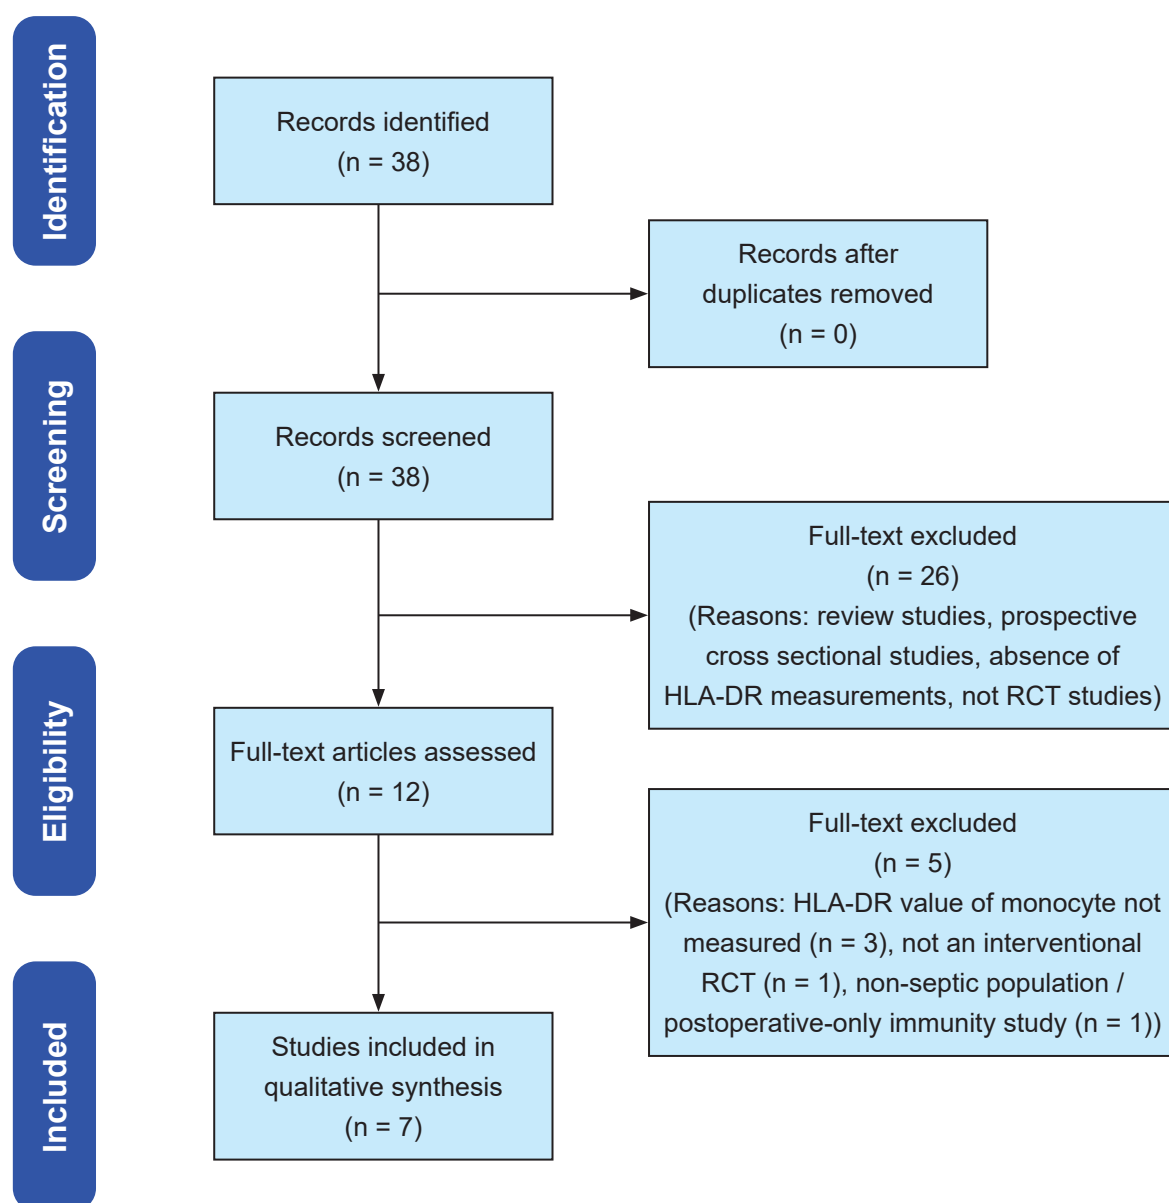 Identification
Records identified
(n = 38)
Records after
duplicates removed
(n = 0)
Screening
Records screened
(n = 38)
Full-text excluded
(n = 26)
(Reasons: review studies, prospective
cross sectional studies, absence of
HLA-DR measurements, not RCT studies)
Eligibility
Full-text articles assessed
(n = 12)
Full-text excluded
(n = 5)
(Reasons: HLA-DR value of monocyte not
measured (n = 3), not an interventional
RCT (n = 1), non-septic population /
postoperative-only immunity study (n = 1))
Included
Studies included in
qualitative synthesis
(n = 7)